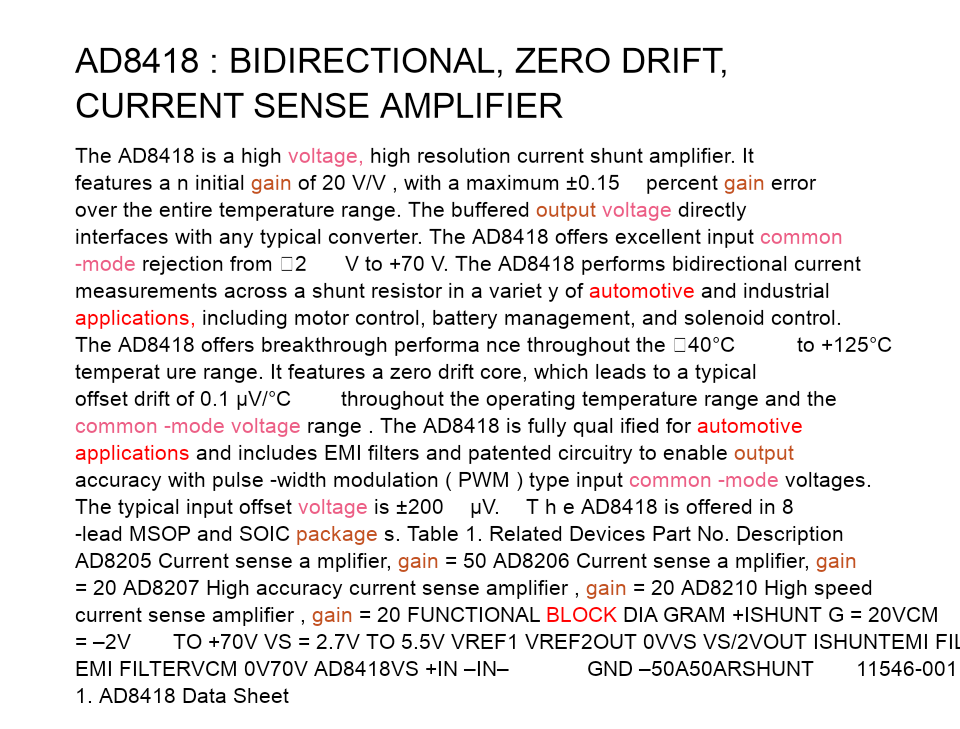 AD8418 : BIDIRECTIONAL, ZERO DRIFT,
CURRENT SENSE AMPLIFIER
The AD8418 is a high voltage, high resolution current shunt amplifier. It
features a n initial gain of 20 V/V , with a maximum ±0.15 percent gain error
over the entire temperature range. The buffered output voltage directly
interfaces with any typical converter. The AD8418 offers excellent input common
-mode rejection from □2 V to +70 V. The AD8418 performs bidirectional current
measurements across a shunt resistor in a variet y of automotive and industrial
applications, including motor control, battery management, and solenoid control.
The AD8418 offers breakthrough performa nce throughout the □40°C to +125°C
temperat ure range. It features a zero drift core, which leads to a typical
offset drift of 0.1 μV/°C throughout the operating temperature range and the
common -mode voltage range . The AD8418 is fully qual ified for automotive
applications and includes EMI filters and patented circuitry to enable output
accuracy with pulse -width modulation ( PWM ) type input common -mode voltages.
The typical input offset voltage is ±200 μV. T h e AD8418 is offered in 8
-lead MSOP and SOIC package s. Table 1. Related Devices Part No. Description
AD8205 Current sense a mplifier, gain = 50 AD8206 Current sense a mplifier, gain
= 20 AD8207 High accuracy current sense amplifier , gain = 20 AD8210 High speed
current sense amplifier , gain = 20 FUNCTIONAL BLOCK DIA GRAM +ISHUNT G = 20VCM
= –2V TO +70V VS = 2.7V TO 5.5V VREF1 VREF2OUT 0VVS VS/2VOUT ISHUNTEMI FIL
EMI FILTERVCM 0V70V AD8418VS +IN –IN– GND –50A50ARSHUNT 11546-001
1. AD8418 Data Sheet